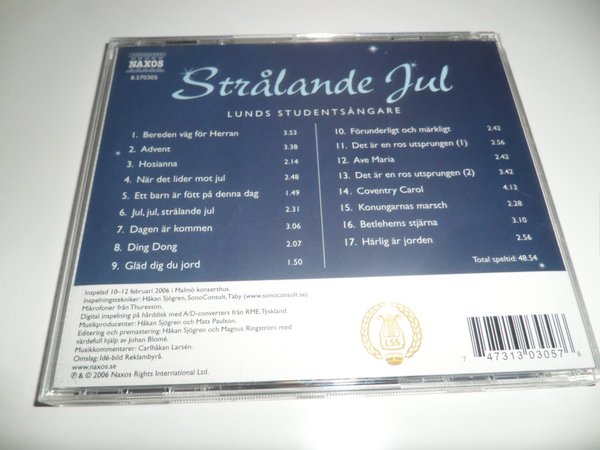 NAXOS
8.570305
Strålande Jul
LUNDS STUDENTSÅNGARE
1. Bereden väg för Herran 3.53
2. Advent 3.38
3. Hosianna 2.14
4. När det lider mot jul 2.48
5. Ett barn är fött på denna dag 1.49
6. Jul, jul, strålande jul 2.31
7. Dagen är kommen 3.06
8. Ding Dong 2.07
9. Gläd dig du jord 1.50
10. Förunderligt och märkligt 2.42
11. Det är en ros utsprungen (1) 2.56
12. Ave Maria 2.42
13. Det är en ros utsprungen (2) 3.42
14. Coventry Carol 4.13
15. Konungarnas marsch 2.28
16. Betlehems stjärna 3.10
17. Härlig är jorden 2.56
Total speltid: 48.54
Inspelad 10–12 februari 2006 i Malmö konserthus
Inspelningstekniker: Håkan Sjögren, SonoConsult, Täby (www.sonoconsult.se)
Mikrofoner från Thuresson.
Digital inspelning på hårddisk med A/D-converters från RME, Tyskland.
Musikproducenter: Håkan Sjögren och Mats Paulson.
Editering och premastering: Håkan Sjögren och Magnus Ringström med
värdefull hjälp av Johan Blomé.
Musikkommentarer: Carlhåkan Larsén.
Omslag: Idé-bild Reklambyrå.
www.naxos.se
℗ & © 2006 Naxos Rights International Ltd.
LSS
7 47313 03057 6